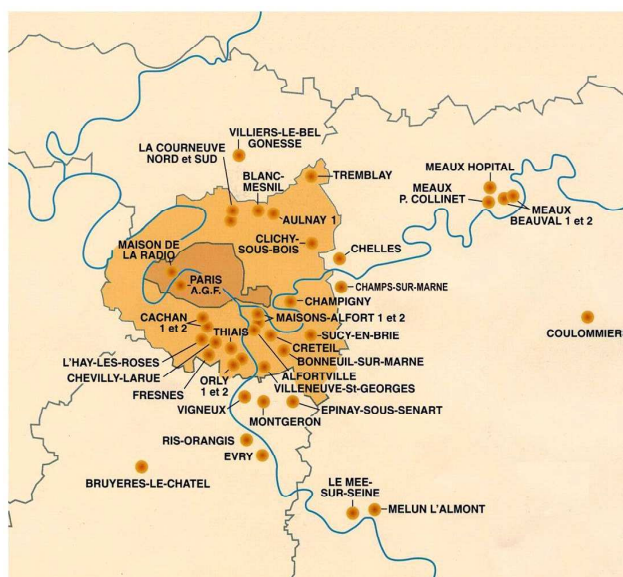 VILLIERS-LE-BEL
GONESSE
LA COURNEUVE
NORD et SUD
BLANC-
MESNIL
TREMBLAY
MEAUX HOPITAL
MEAUX
P. COLLINET
MEAUX
BEAUVAL 1 et 2
AULNAY 1
CLICHY-
SOUS-BOIS
MAISON DE
LA RADIO
CHELLES
PARIS
A.G.F.
CHAMPS-SUR-MARNE
CHAMPIGNY
CACHAN
1 et 2
MAISONS-ALFORT 1 et 2
THIAIS
SUCY-EN-BRIE
COULOMMIERS
CRETEIL
L'HAY-LES-ROSES
BONNEUIL-SUR-MARNE
CHEVILLY-LARUE
ALFORTVILLE
FRESNES
ORLY
1 et 2
VILLENEUVE-St-GEORGES
VIGNEUX
EPINAY-SOUS-SENART
MONTGERON
RIS-ORANGIS
EVRY
BRUYERES-LE-CHATEL
LE MEE-
SUR-SEINE
MELUN L'ALMONT